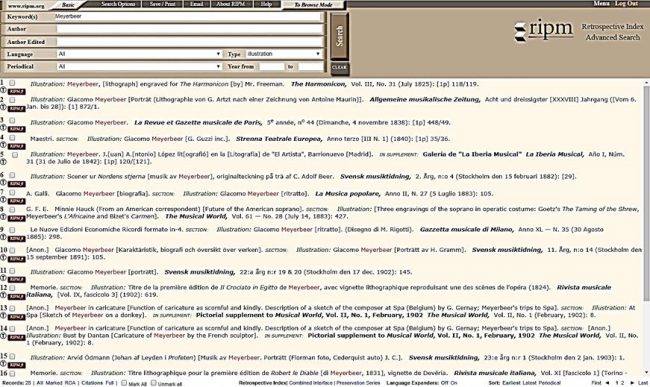 www.ripm.org Basic Search Options Save / Print Email About RIPM Help To Browse Mode Menu Log Out
Keyword(s) Meyerbeer
Author
Author Edited
Language All Type illustration
Periodical All Year from to
Search
CLEAR
ripm Retrospective Index
Advanced Search
1 Illustration: Meyerbeer, [lithograph] engraved for The Harmonicon [by] Mr. Freeman. The Harmonicon, Vol. III, No. 31 (July 1825): [1p] 118/119.
2 Illustration: Giacomo Meyerbeer [Porträt (Lithographie von G. Artzt nach einer Zeichnung von Antoine Maurin)]. Allgemeine musikalische Zeitung, Acht und dreissigster [XXXVIII] Jahrgang ([Vom 6.
Jan. bis 28]): [1] 872/1.
3 Illustration: Giacomo Meyerbeer. La Revue et Gazette musicale de Paris, 5e année, nº 44 (Dimanche, 4 novembre 1838): [1p] 448/49.
4 Maestri. SECTION: Illustration: Giacomo Meyerbeer [G. Guzzi inc.]. Strenna Teatrale Europea, Anno terzo [III N. 1] (1840): [1p] 35/36.
5 Illustration: Meyerbeer, J.[uan] A.[ntonio] López lit[ografió] en la [Litografía] de "El Artista", Barrionuevo [Madrid]. IN SUPPLEMENT: Galería de "La Iberia Musical" La Iberia Musical, Año I, Núm.
31 (31 de Julio de 1842): [1p] 120/[121].
6 Illustration: Scener ur Nordens stjerna [musik av Meyerbeer], originalteckning på trä af C. Adolf Beer. Svensk musiktidning, 2. Årg, n:o 4 (Stockholm den 15 februari 1882): [29].
7 A. Galli. Giacomo Meyerbeer [biografia]. SECTION: Illustration: Giacomo Meyerbeer [ritratto]. La Musica popolare, Anno II, N. 27 (5 Luglio 1883): 105.
8 G. F. E. Minnie Hauck (From an American correspondent) [Future of the American soprano]. SECTION: Illustration: [Three engravings of the soprano in operatic costume: Goetz's The Taming of the Shrew,
Meyerbeer's L'Africaine and Bizet's Carmen]. The Musical World, Vol. 61 — No. 28 (July 14, 1883): 427.
9 Le Nuove Edizioni Economiche Ricordi formato in-4. SECTION: Illustration: Giacomo Meyerbeer [ritratto]. (Disegno di M. Rigotti). Gazzetta musicale di Milano, Anno XL — N. 35 (30 Agosto
1885): 298.
10 [Anon.] Giacomo Meyerbeer [Karaktäristik, biografi och översikt över verken]. SECTION: Illustration: Giacomo Meyerbeer [Porträtt av H. Gramm]. Svensk musiktidning, 11. Årg, n:o 14 (Stockholm den
15 september 1891): 105.
11 Illustration: Giacomo Meyerbeer [porträtt]. Svensk musiktidning, 22:a årg n:r 19 & 20 (Stockholm den 17 dec. 1902): 145.
12 Memorie. SECTION: Illustration: Titre de la première édition de Il Crociato in Egitto de Meyerbeer, avec vignette lithographique reproduisant une des scènes de l'opéra (1824). Rivista musicale
italiana, [Vol. IX, fascicolo 3] (1902): 619.
13 [Anon.] Meyerbeer in caricature [Function of caricature as scornful and kindly. Description of a sketch of the composer at Spa (Belgium) by G. Gernay; Meyerbeer's trips to Spa]. SECTION: Illustration: At
Spa [Sketch of Meyerbeer on a donkey]. IN SUPPLEMENT: Pictorial supplement to Musical World, Vol. II, No. 1, February, 1902 The Musical World, Vol. II, No. 1 (February, 1902): 8.
14 [Anon.] Meyerbeer in caricature [Function of caricature as scornful and kindly. Description of a sketch of the composer at Spa (Belgium) by G. Gernay; Meyerbeer's trips to Spa]. SECTION: [Anon.]
Illustration: Bust by Dantan [Caricature of Meyerbeer by the French sculptor]. IN SUPPLEMENT: Pictorial supplement to Musical World, Vol. II, No. 1, February, 1902 The Musical World, Vol. II,
No. 1 (February, 1902): 8.
15 Illustration: Arvid Ödmann (Johan af Leyden i Profeten) [Musik av Meyerbeer. Porträtt (Florman foto, Cederquist auto) J. C.]. Svensk musiktidning, 23:e årg n:r 1 (Stockholm den 2 jan. 1903): 1.
16 Memorie. SECTION: Illustration: Titre lithographique pour la première édition de Robert le Diable [di Meyerbeer, 1831], vignette de Devéria. Rivista musicale italiana, Vol. XI [fascicolo 1] (Torino -
Records: 28 | All Marked ROA | Citations Full | Mark All Unmark all Retrospective Index: Combined Interface | Preservation Series Language Expanders: Off On Sort: Earliest Latest Periodical First 1 2 Last